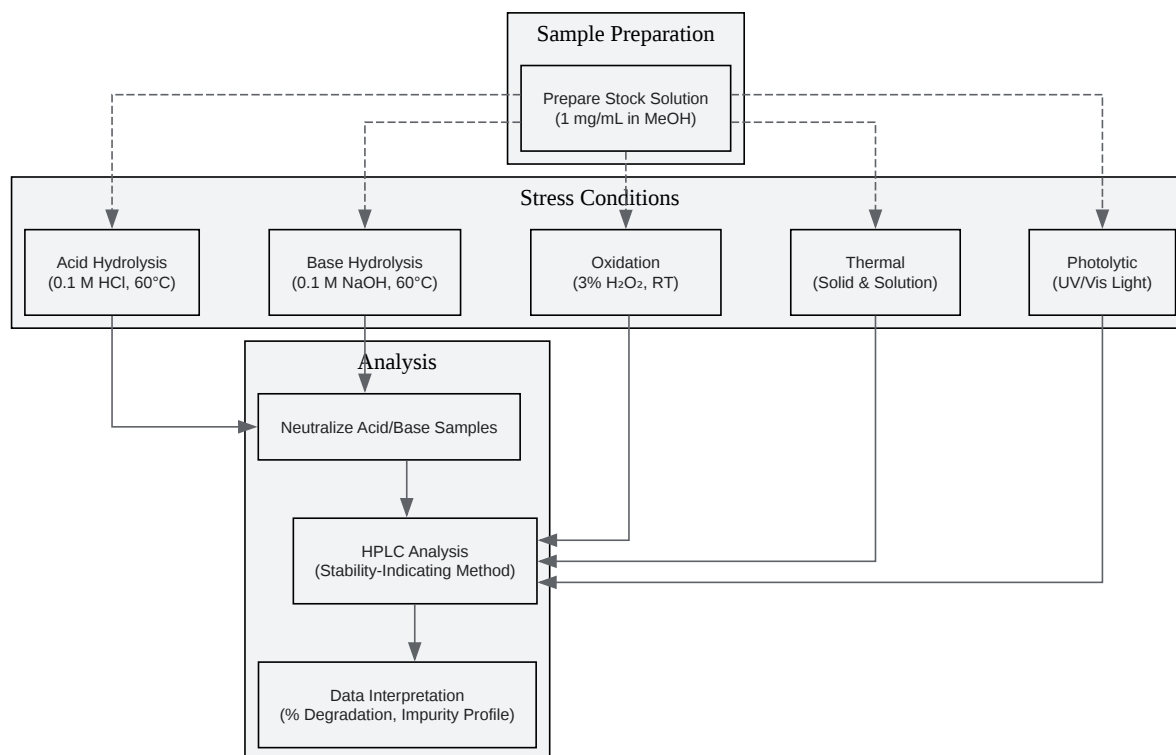 Sample Preparation
Prepare Stock Solution
(1 mg/mL in MeOH)
Stress Conditions
Acid Hydrolysis
(0.1 M HCl, 60°C)
Base Hydrolysis
(0.1 M NaOH, 60°C)
Oxidation
(3% H₂O₂, RT)
Thermal
(Solid & Solution)
Photolytic
(UV/Vis Light)
Analysis
Neutralize Acid/Base Samples
HPLC Analysis
(Stability-Indicating Method)
Data Interpretation
(% Degradation, Impurity Profile)